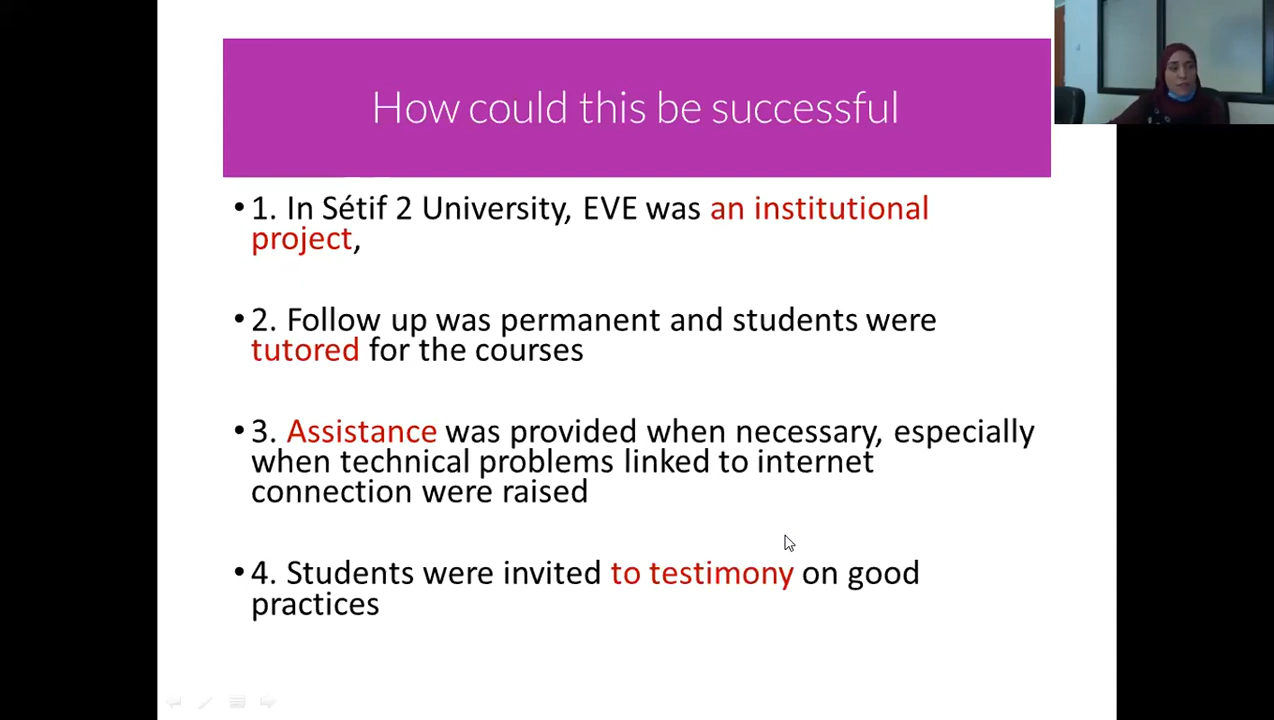 How could this be successful
• 1. In Sétif 2 University, EVE was an institutional
project,
• 2. Follow up was permanent and students were
tutored for the courses
• 3. Assistance was provided when necessary, especially
when technical problems linked to internet
connection were raised
• 4. Students were invited to testimony on good
practices